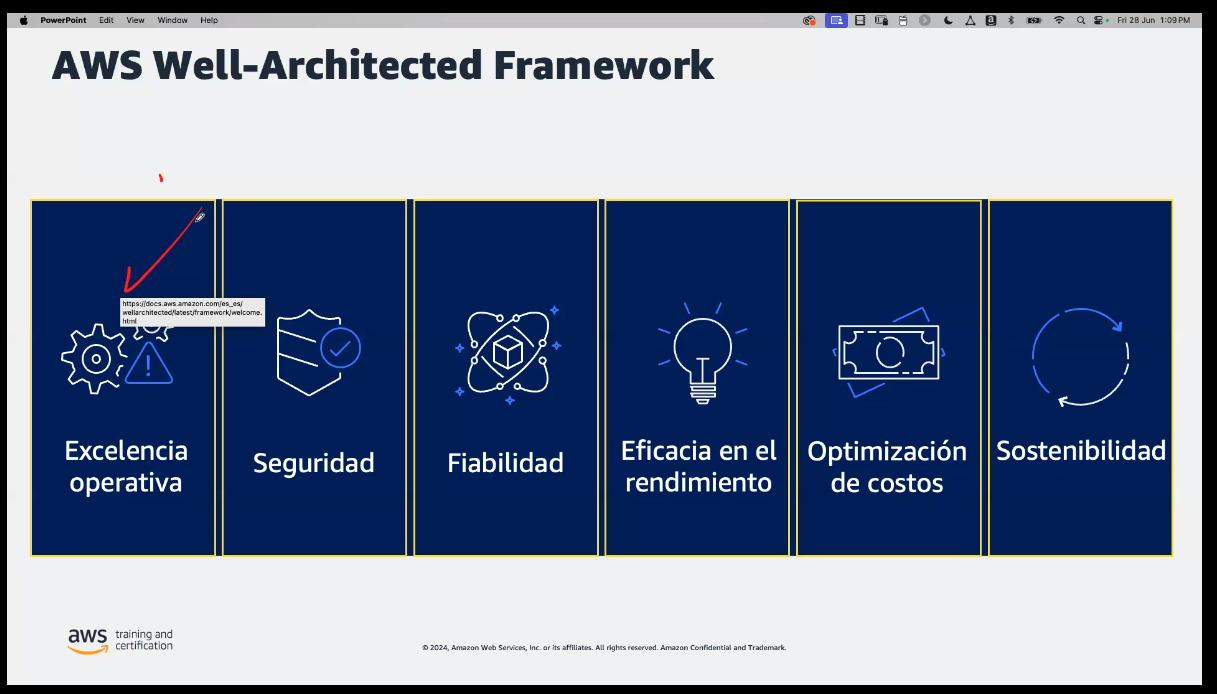 PowerPoint Edit View Window Help
Fri 28 Jun 1:09 PM
AWS Well-Architected Framework
https://docs.aws.amazon.com/es_es/
wellarchitected/latest/framework/welcome.
html
Excelencia
operativa
Seguridad
Fiabilidad
Eficacia en el
rendimiento
Optimización
de costos
Sostenibilidad
aws training and
certification
© 2024, Amazon Web Services, Inc. or its affiliates. All rights reserved. Amazon Confidential and Trademark.